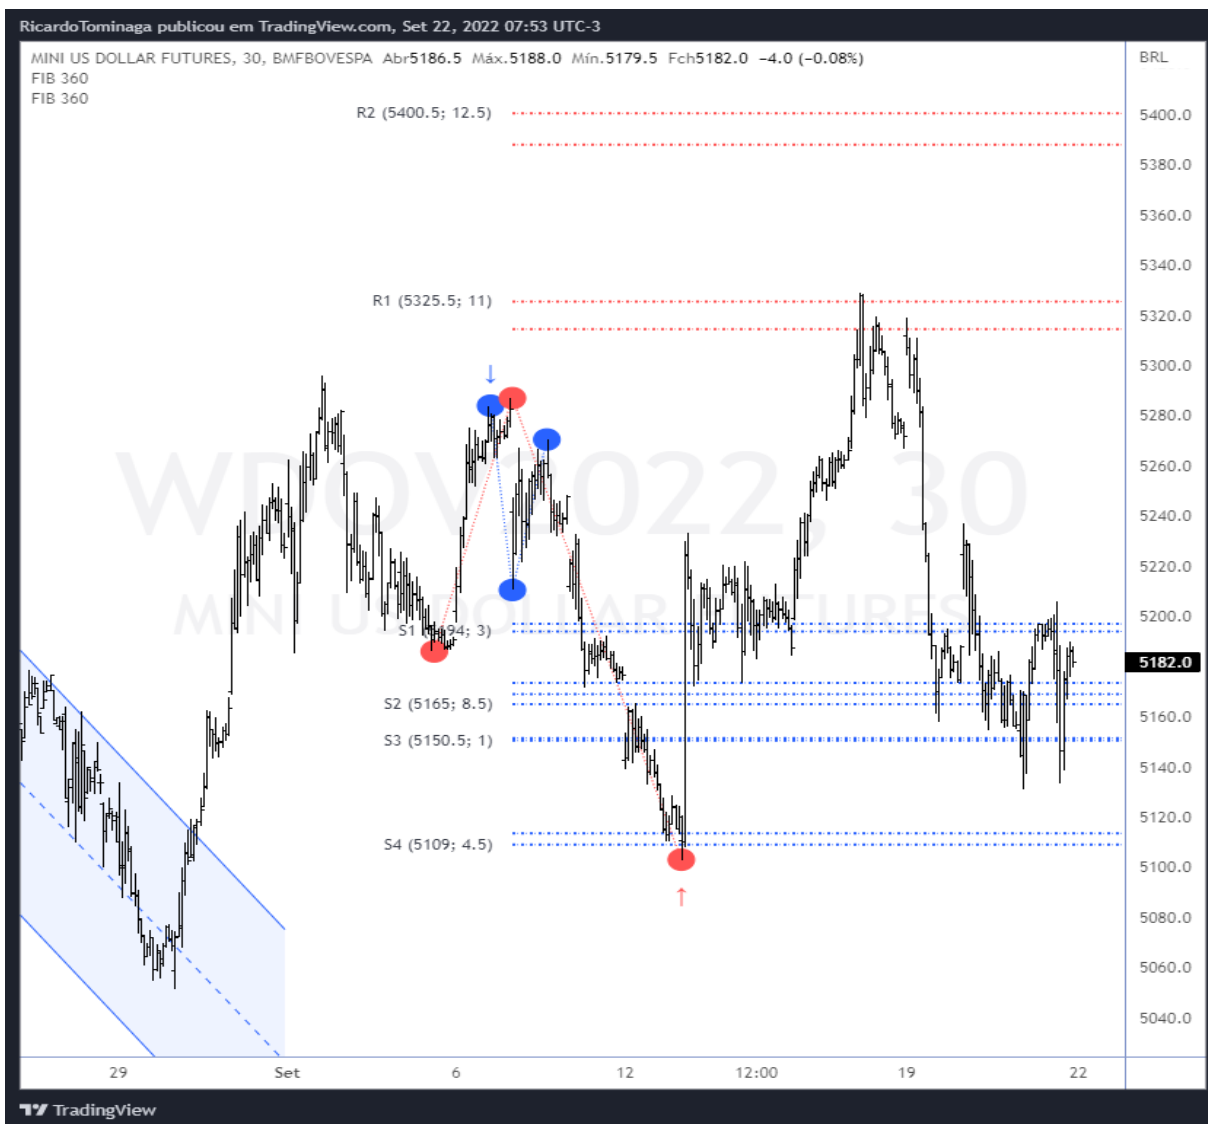 RicardoTominaga publicou em TradingView.com, Set 22, 2022 07:53 UTC-3
MINI US DOLLAR FUTURES, 30, BMFBOVESPA Abr5186.5 Máx.5188.0 Mín.5179.5 Fch5182.0 −4.0 (−0.08%)
BRL
FIB 360
FIB 360
R2 (5400.5; 12.5)
5400.0
5380.0
5360.0
5340.0
R1 (5325.5; 11)
5320.0
5300.0
5280.0
5260.0
WDOV2022, 30
5240.0
5220.0
MINI US DOLLAR FUTURES
5200.0
S1 (5194; 3)
5182.0
S2 (5165; 8.5)
5160.0
S3 (5150.5; 1)
5140.0
5120.0
S4 (5109; 4.5)
5100.0
5080.0
5060.0
5040.0
29 Set 6 12 12:00 19 22
TradingView